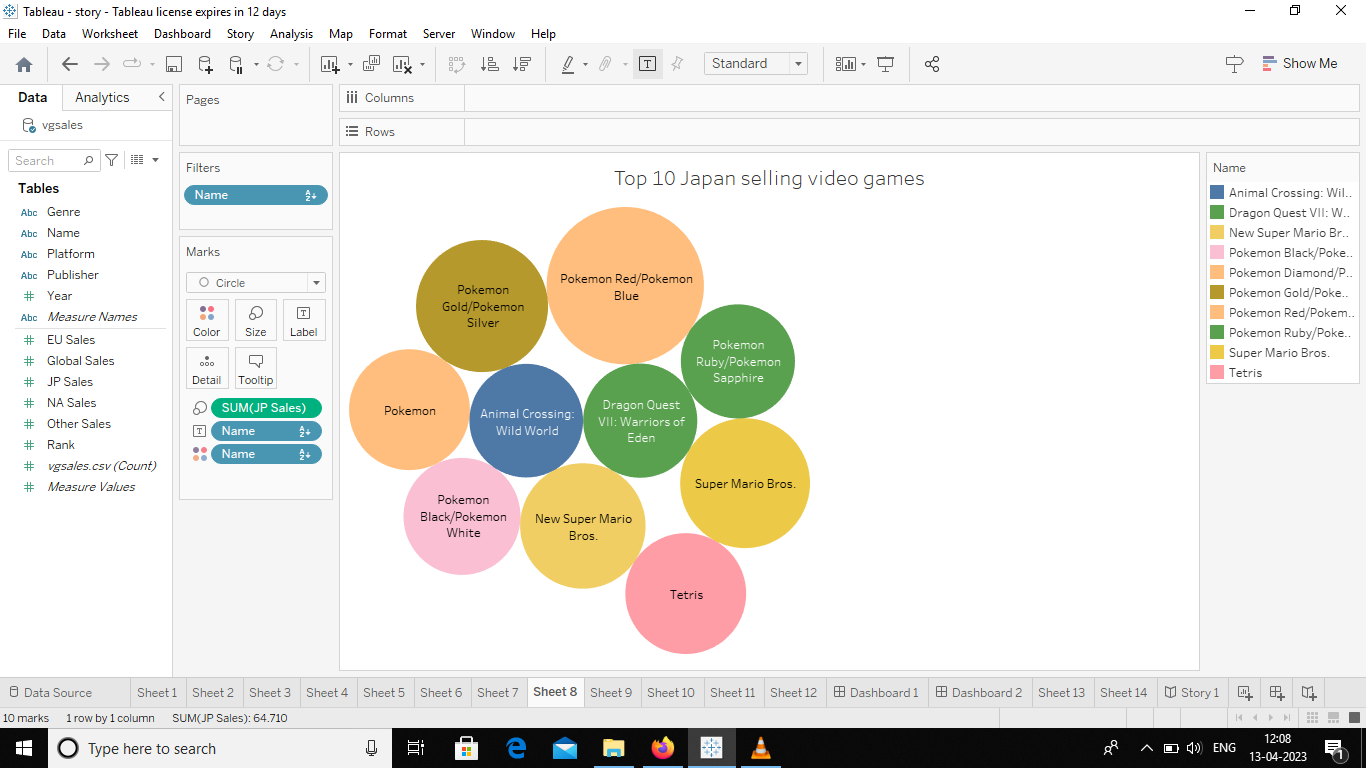 Tableau - story - Tableau license expires in 12 days
File Data Worksheet Dashboard Story Analysis Map Format Server Window Help
Standard
Show Me
Data Analytics
vgsales
Search
Tables
Abc Genre
Abc Name
Abc Platform
Abc Publisher
# Year
Abc Measure Names
# EU Sales
# Global Sales
# JP Sales
# NA Sales
# Other Sales
# Rank
# vgsales.csv (Count)
# Measure Values
Pages
Filters
Name
Marks
Circle
Color Size Label
Detail Tooltip
SUM(JP Sales)
Name
Name
Columns
Rows
Top 10 Japan selling video games
Pokemon Red/Pokemon
Blue
Pokemon
Gold/Pokemon
Silver
Pokemon
Ruby/Pokemon
Sapphire
Pokemon
Animal Crossing:
Wild World
Dragon Quest
VII: Warriors of
Eden
Super Mario Bros.
Pokemon
Black/Pokemon
White
New Super Mario
Bros.
Tetris
Name
Animal Crossing: Wil..
Dragon Quest VII: W..
New Super Mario Br..
Pokemon Black/Poke..
Pokemon Diamond/P..
Pokemon Gold/Poke..
Pokemon Red/Pokem..
Pokemon Ruby/Poke..
Super Mario Bros.
Tetris
Data Source Sheet 1 Sheet 2 Sheet 3 Sheet 4 Sheet 5 Sheet 6 Sheet 7 Sheet 8 Sheet 9 Sheet 10 Sheet 11 Sheet 12 Dashboard 1 Dashboard 2 Sheet 13 Sheet 14 Story 1
10 marks 1 row by 1 column SUM(JP Sales): 64.710
Type here to search
ENG
12:08
13-04-2023
1